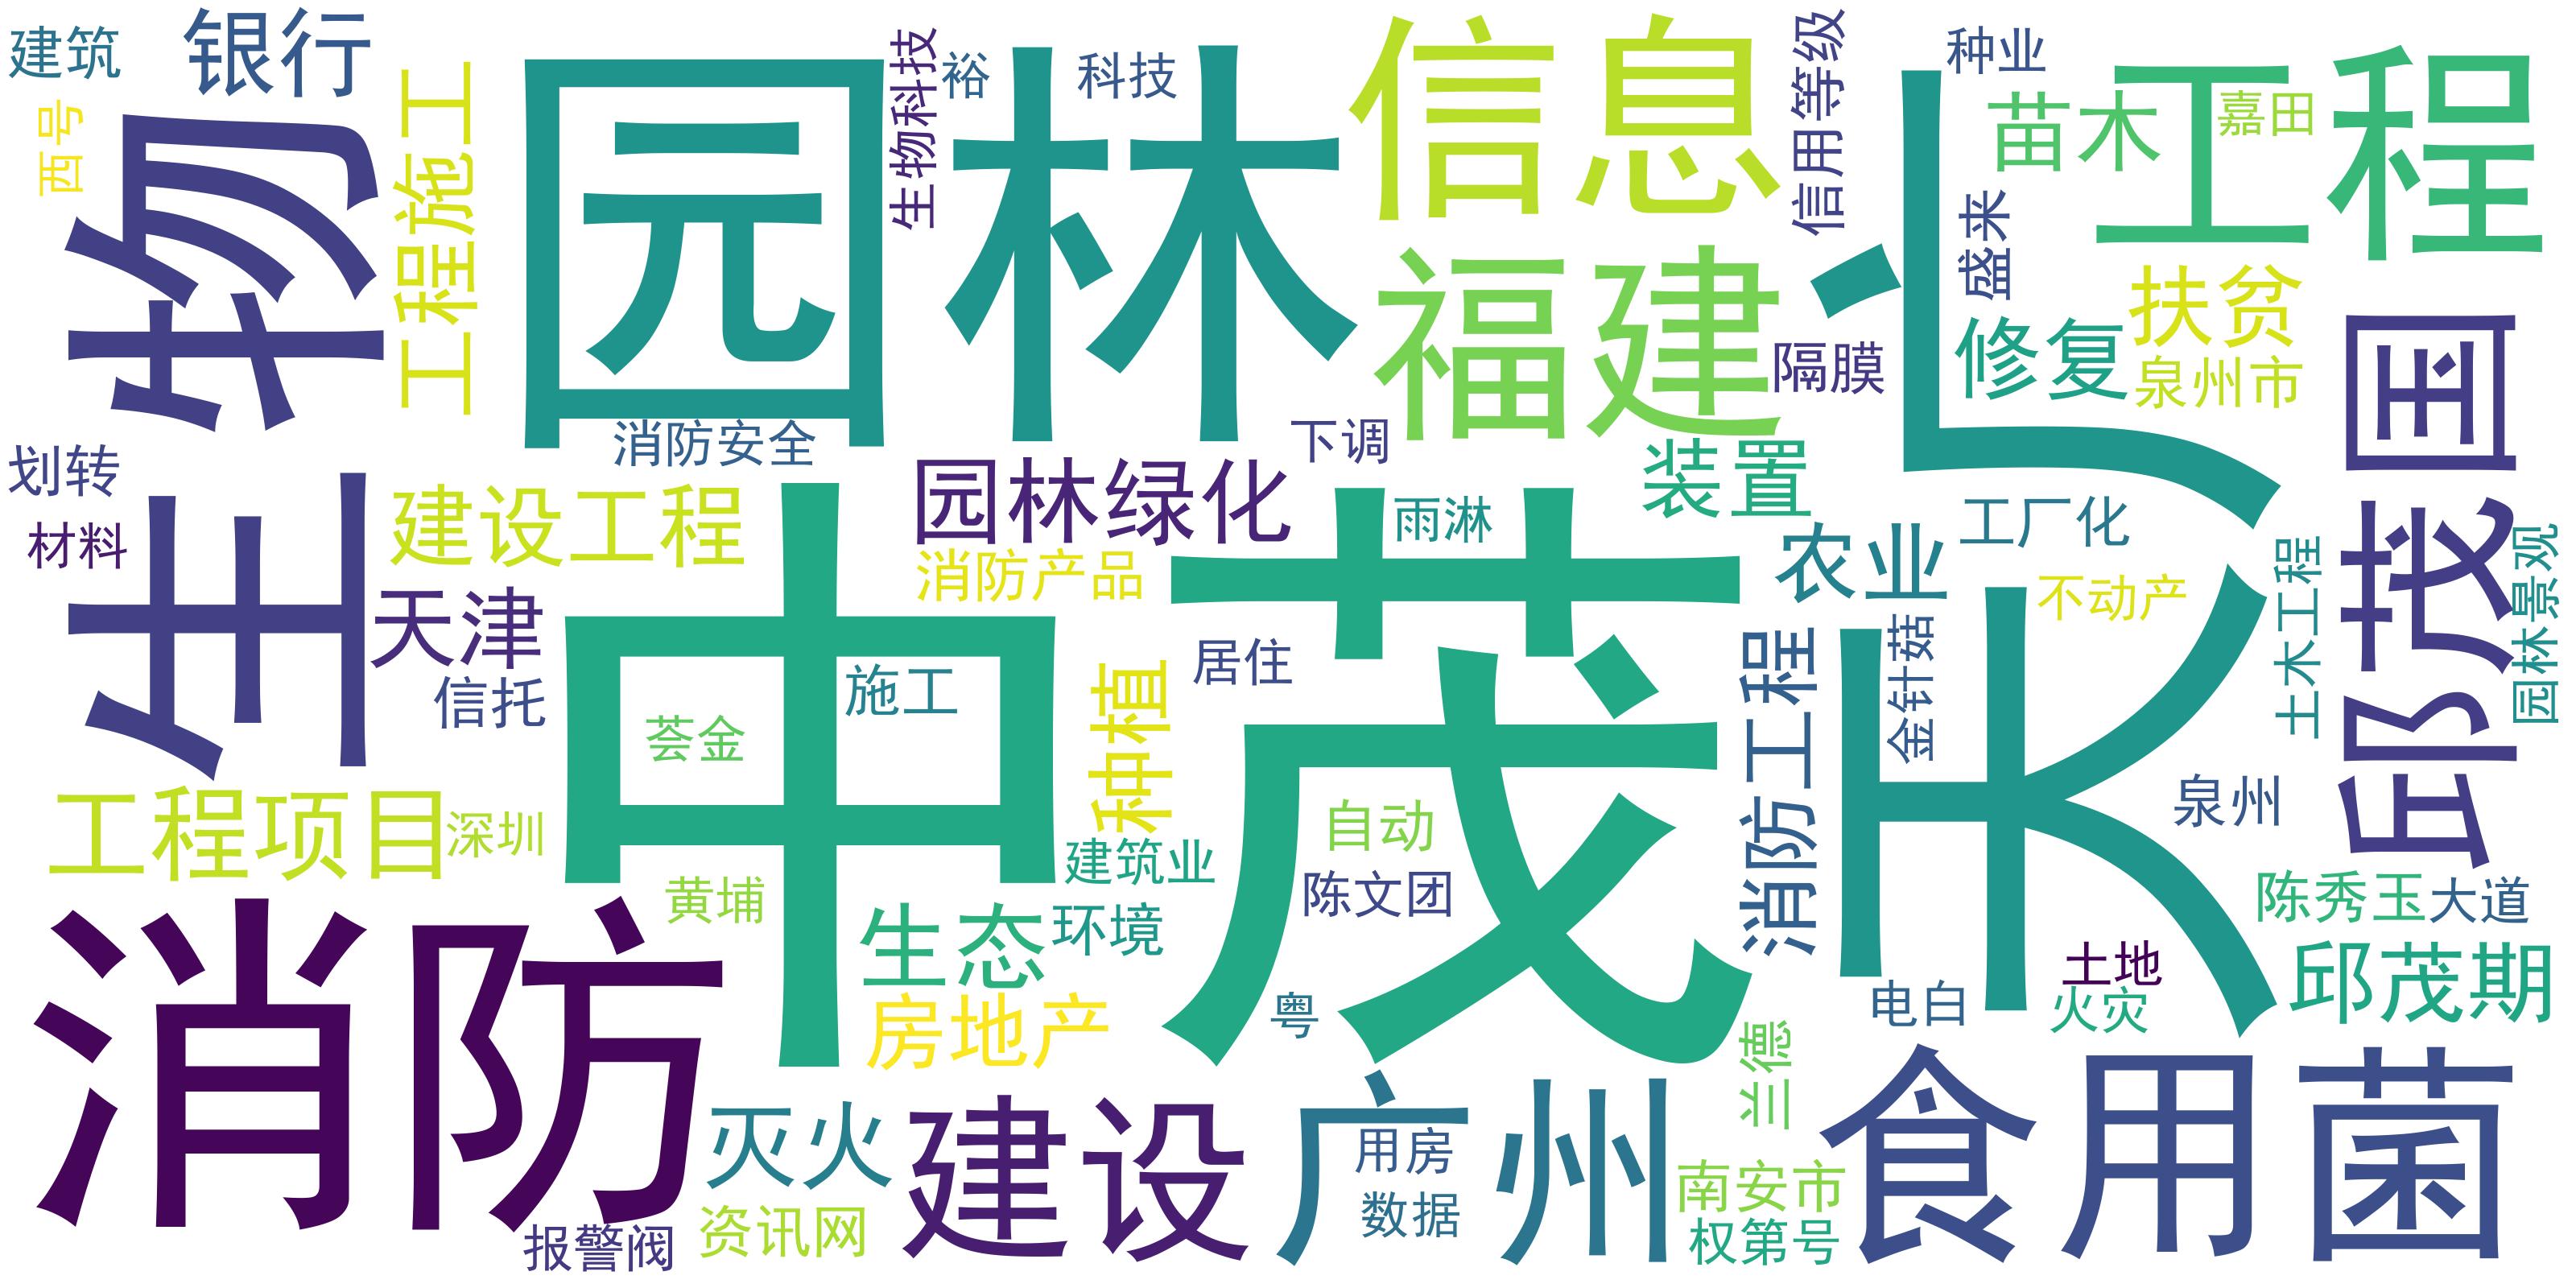 建筑
银行
西号
生物
工程施工
园林
生物科技
裕
科技
信息
福建
信用等级
种业
苗木
工程
嘉田
盛来
扶贫
泉州市
修复
隔膜
化
国
邱茂
划转
材料
消防安全
建设工程
园林绿化
下调
雨淋
装置
天津
信托
中茂
消防产品
农业
工厂化
不动产
土木工程
园林景观
荟金
施工
居住
种植
消防工程
金针菇
工程项目
深圳
黄埔
建筑业
自动
陈文团
泉州
陈秀玉
大道
生态
环境
房地产
粤
电白
土地
火灾
邱茂期
消防
灭火
报警阀
资讯网
建设
广州
用房
数据
兰德
南安市
权第号
食用菌